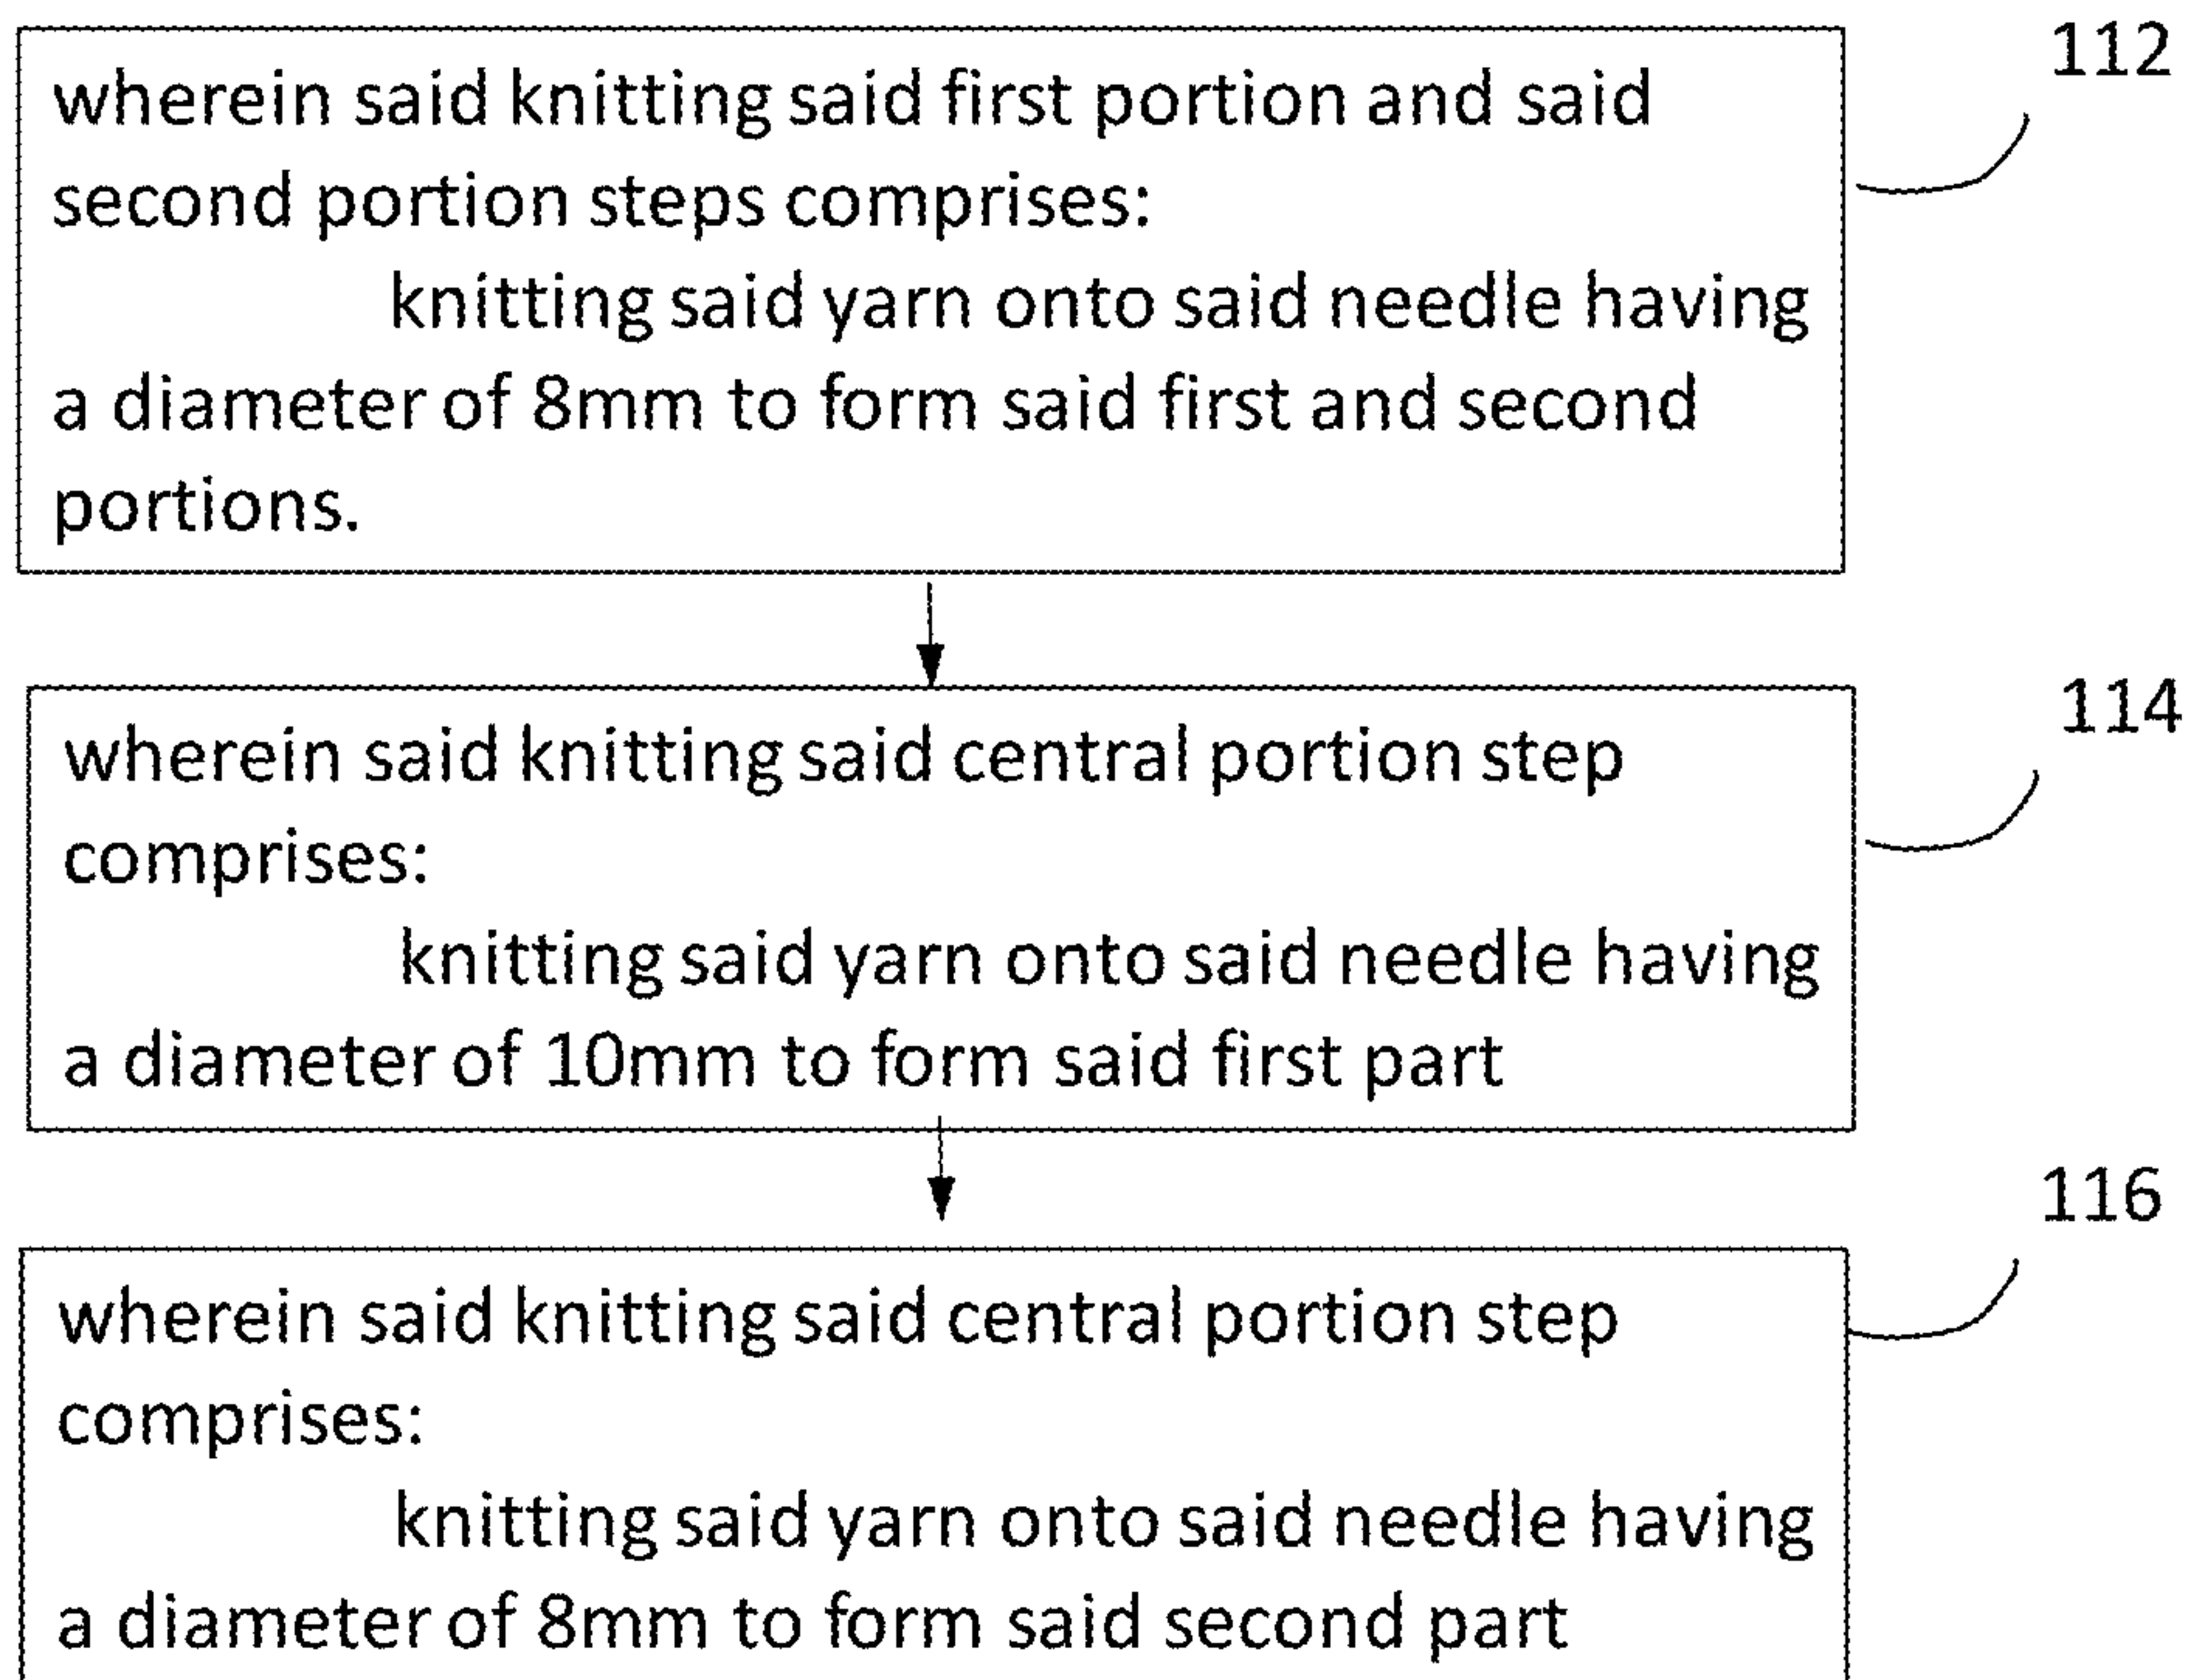 112
wherein said knitting said first portion and said
second portion steps comprises:
knitting said yarn onto said needle having
a diameter of 8mm to form said first and second
portions.
114
wherein said knitting said central portion step
comprises:
knitting said yarn onto said needle having
a diameter of 10mm to form said first part
116
wherein said knitting said central portion step
comprises:
knitting said yarn onto said needle having
a diameter of 8mm to form said second part